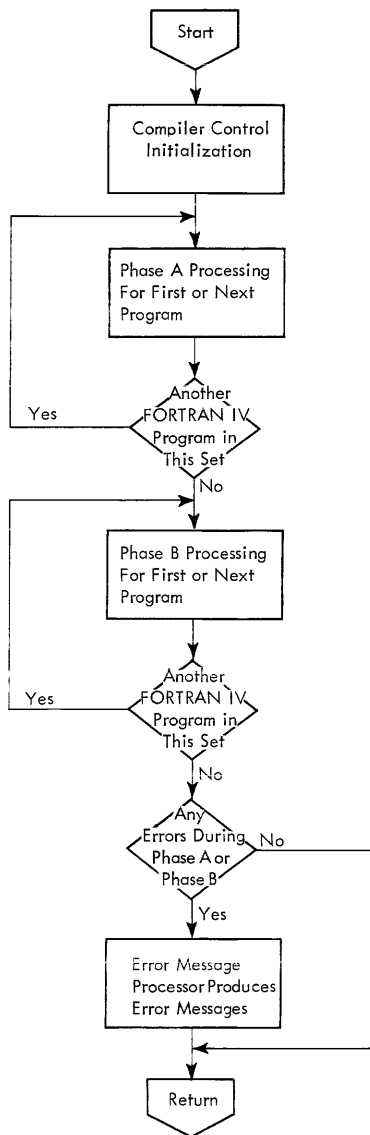 Start
Compiler Control
Initialization
Phase A Processing
For First or Next
Program
Another
FORTRAN IV
Program in
This Set
Yes
No
Phase B Processing
For First or Next
Program
Another
FORTRAN IV
Program in
This Set
Yes
No
Any
Errors During
Phase A or
Phase B
No
Yes
Error Message
Processor Produces
Error Messages
Return